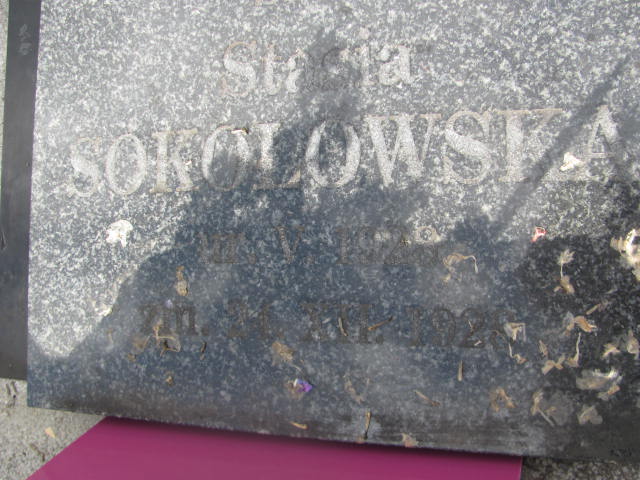 Stasia
SOKOŁOWSKA
ur. V.
zm. 24 XII.